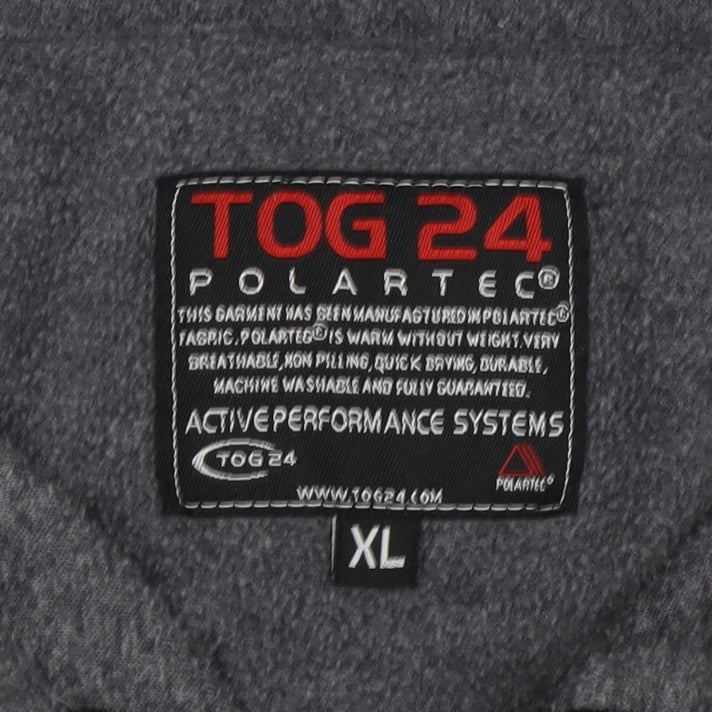 TOG 24
POLARTEC®
THIS GARMENT HAS BEEN MANUFACTURED IN POLARTEC®
FABRIC. POLARTEC® IS WARM WITHOUT WEIGHT, VERY
BREATHABLE, NON PILLING, QUICK DRYING, DURABLE,
MACHINE WASHABLE AND FULLY GUARANTEED.
ACTIVE PERFORMANCE SYSTEMS
TOG 24
POLARTEC®
WWW.TOG24.COM
XL